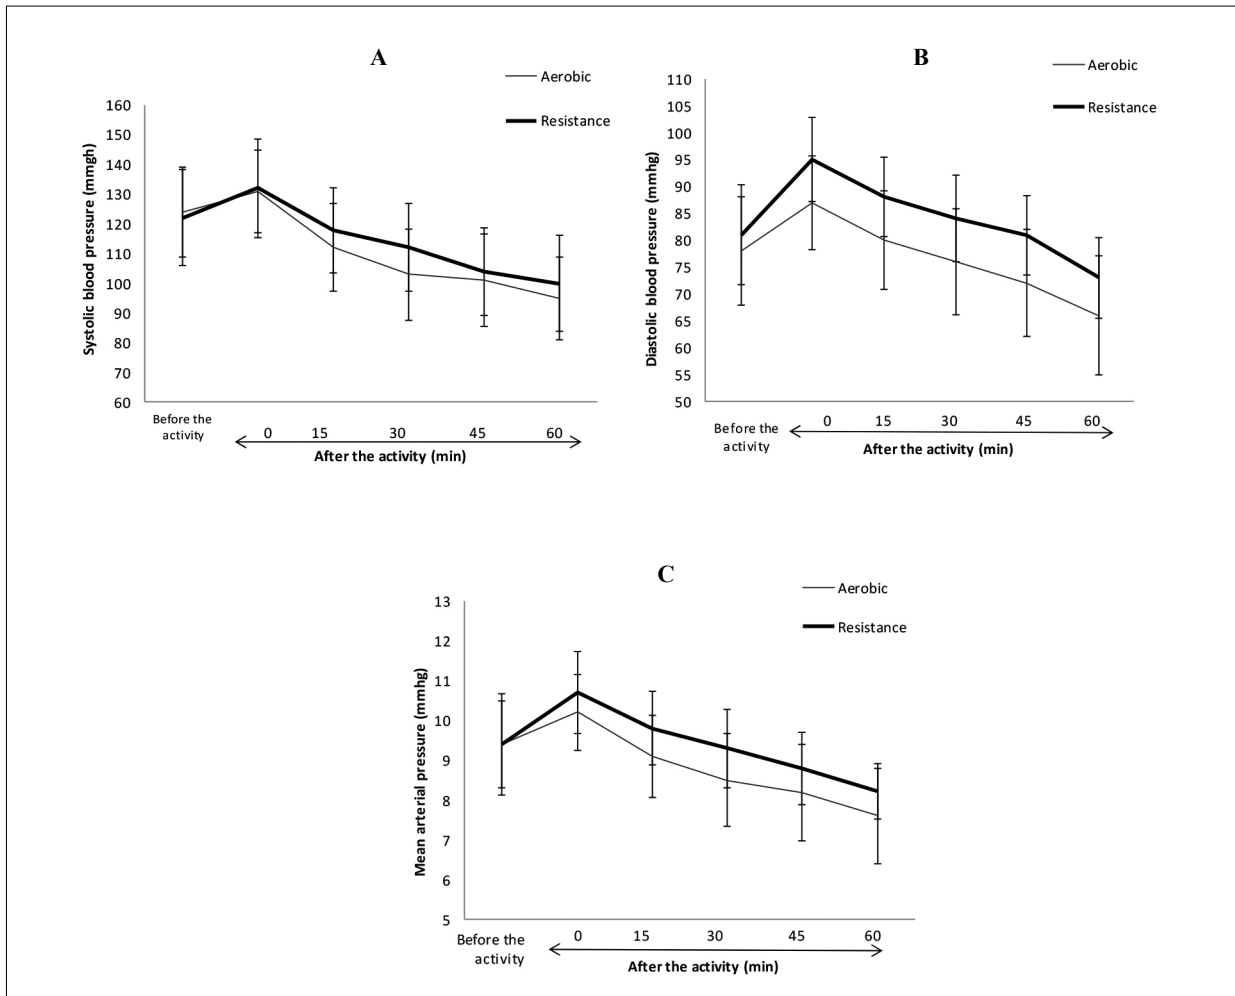 A
Aerobic
Resistance
Systolic blood pressure (mmgh)
160
150
140
130
120
110
100
90
80
70
60
Before the
activity
0 15 30 45 60
After the activity (min)
B
Aerobic
Resistance
Diastolic blood pressure (mmhg)
110
105
100
95
90
85
80
75
70
65
60
55
50
Before the
activity
0 15 30 45 60
After the activity (min)
C
Aerobic
Resistance
Mean arterial pressure (mmhg)
13
12
11
10
9
8
7
6
5
Before the
activity
0 15 30 45 60
After the activity (min)